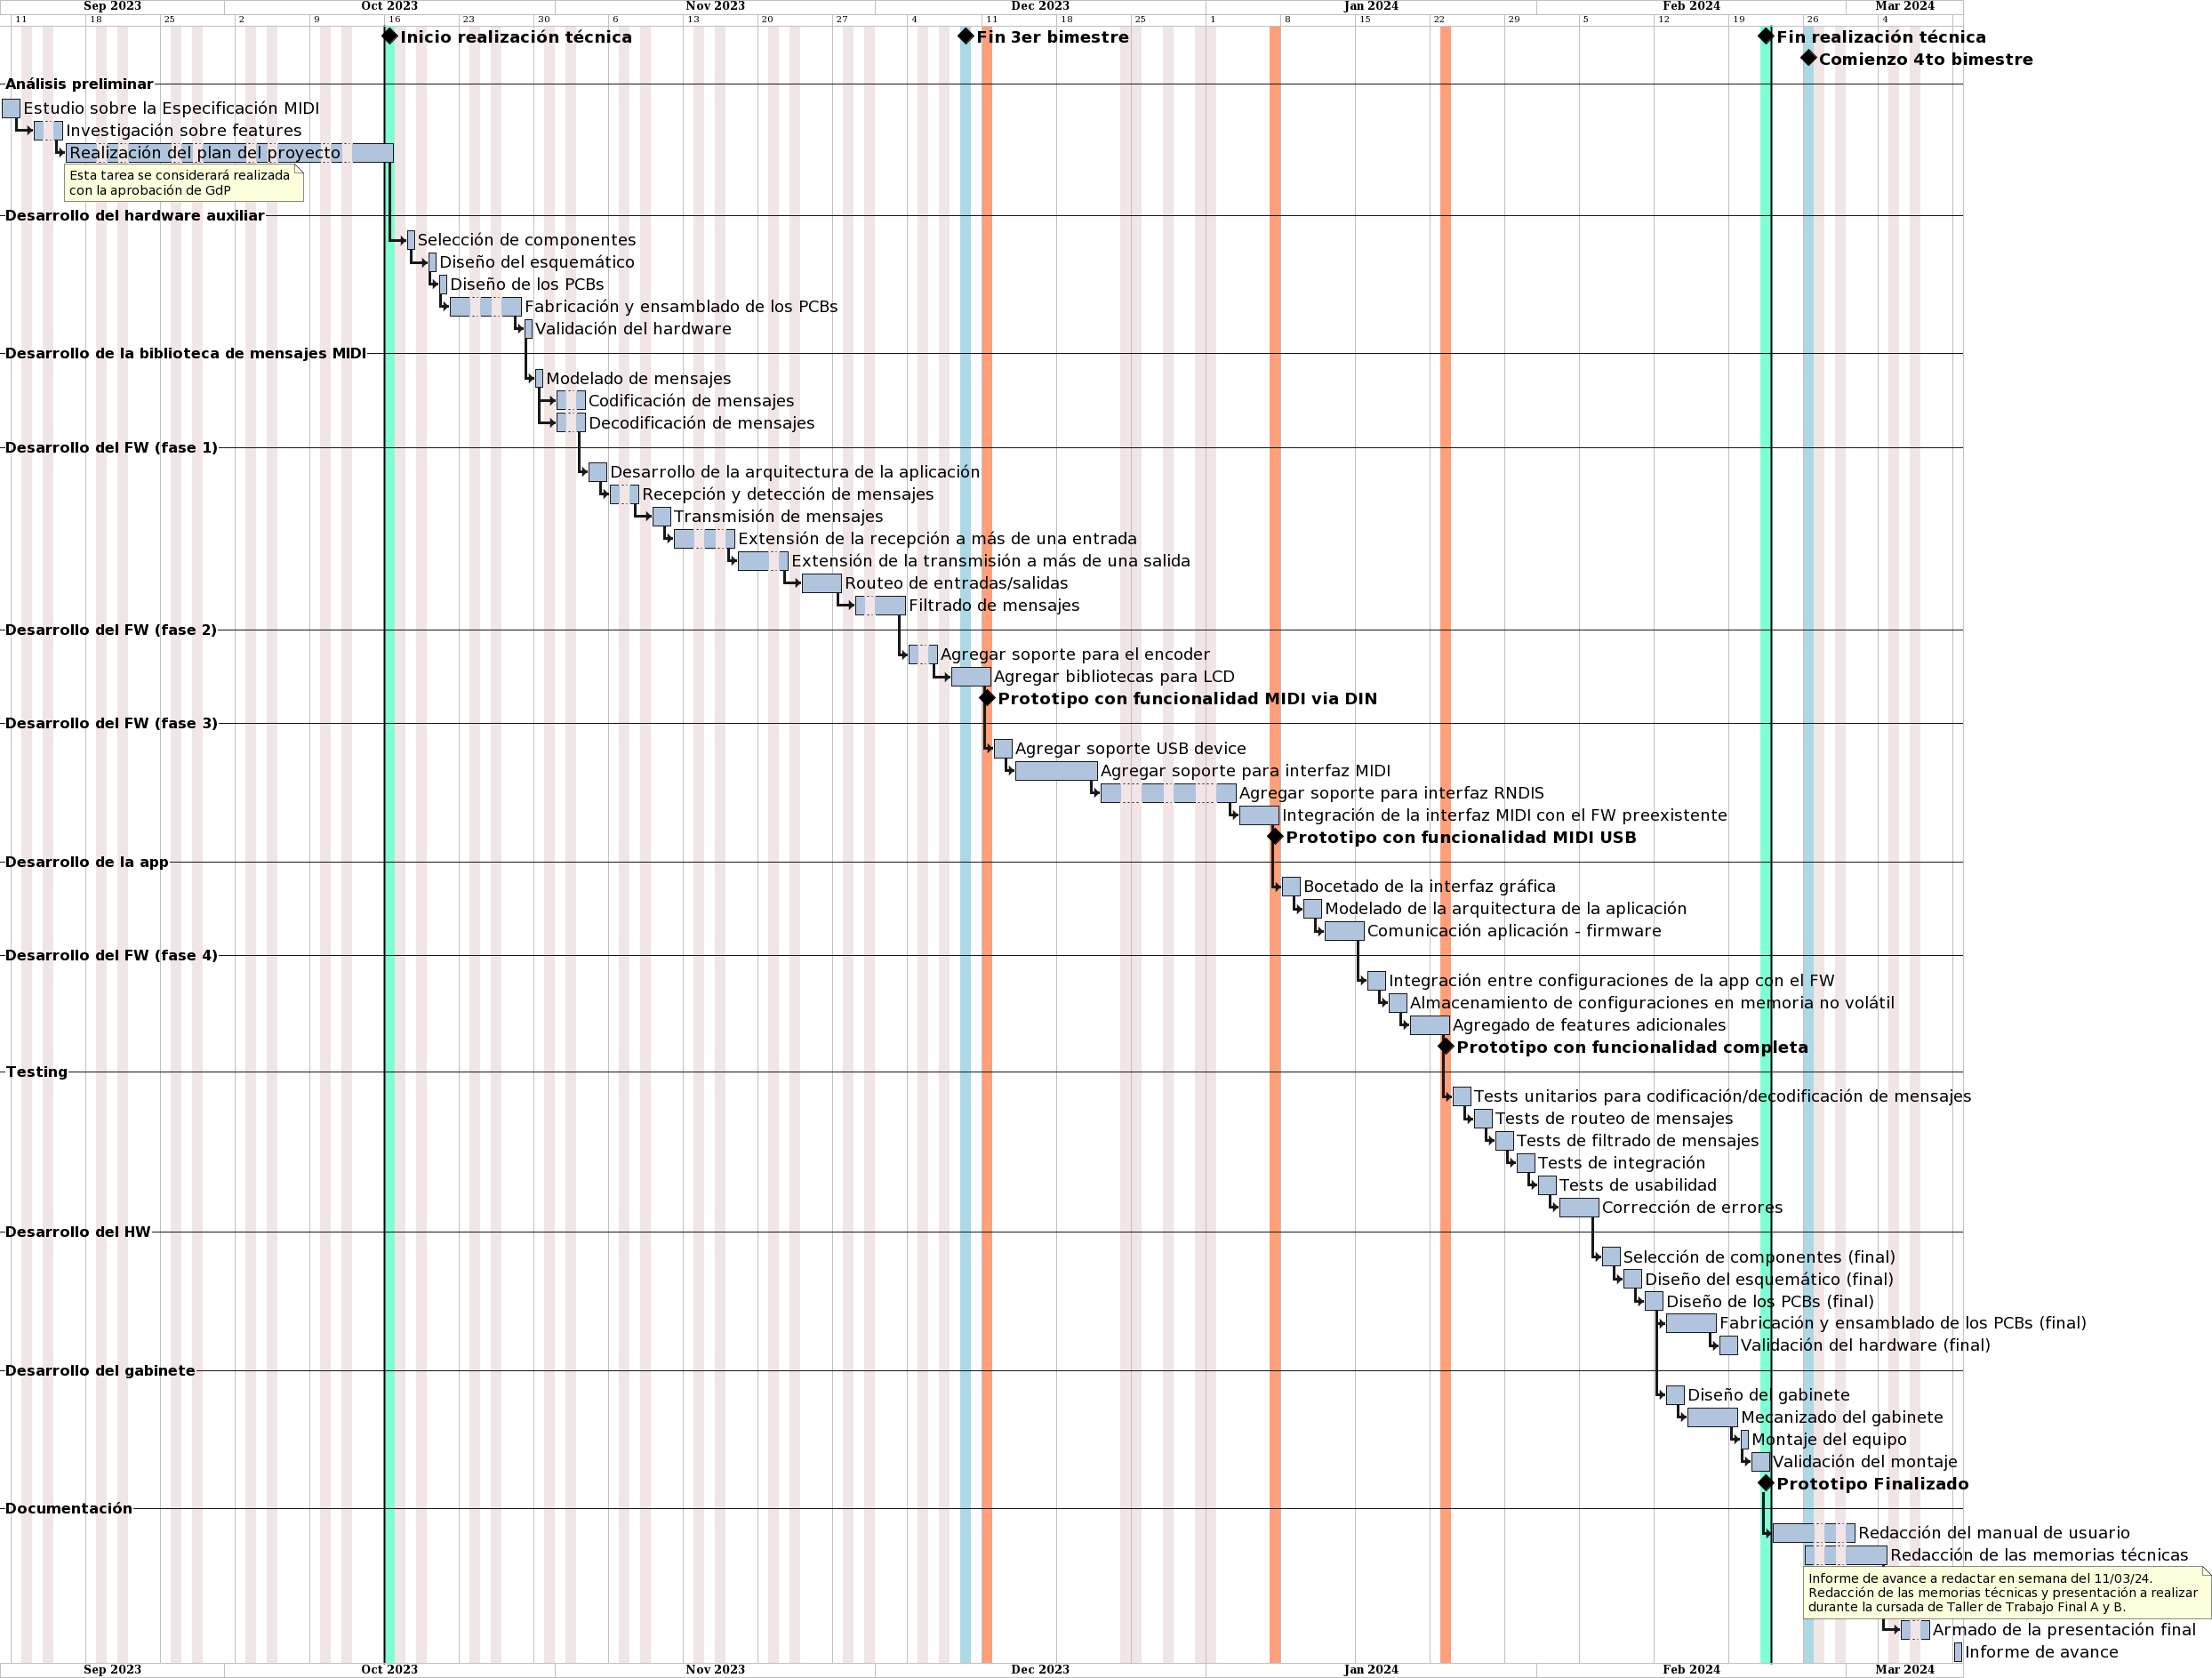 Sep 2023 Oct 2023 Nov 2023 Dec 2023 Jan 2024 Feb 2024 Mar 2024
11 18 25 2 9 16 23 30 6 13 20 27 4 11 18 25 1 8 15 22 29 5 12 19 26 4
Inicio realización técnica Fin 3er bimestre Fin realización técnica
Comienzo 4to bimestre
Análisis preliminar
Estudio sobre la Especificación MIDI
Investigación sobre features
Realización del plan del proyecto
Esta tarea se considerará realizada
con la aprobación de GdP
Desarrollo del hardware auxiliar
Selección de componentes
Diseño del esquemático
Diseño de los PCBs
Fabricación y ensamblado de los PCBs
Validación del hardware
Desarrollo de la biblioteca de mensajes MIDI
Modelado de mensajes
Codificación de mensajes
Decodificación de mensajes
Desarrollo del FW (fase 1)
Desarrollo de la arquitectura de la aplicación
Recepción y detección de mensajes
Transmisión de mensajes
Extensión de la recepción a más de una entrada
Extensión de la transmisión a más de una salida
Routeo de entradas/salidas
Filtrado de mensajes
Desarrollo del FW (fase 2)
Agregar soporte para el encoder
Agregar bibliotecas para LCD
Prototipo con funcionalidad MIDI via DIN
Desarrollo del FW (fase 3)
Agregar soporte USB device
Agregar soporte para interfaz MIDI
Agregar soporte para interfaz RNDIS
Integración de la interfaz MIDI con el FW preexistente
Prototipo con funcionalidad MIDI USB
Desarrollo de la app
Bocetado de la interfaz gráfica
Modelado de la arquitectura de la aplicación
Comunicación aplicación - firmware
Desarrollo del FW (fase 4)
Integración entre configuraciones de la app con el FW
Almacenamiento de configuraciones en memoria no volátil
Agregado de features adicionales
Prototipo con funcionalidad completa
Testing
Tests unitarios para codificación/decodificación de mensajes
Tests de routeo de mensajes
Tests de filtrado de mensajes
Tests de integración
Tests de usabilidad
Corrección de errores
Desarrollo del HW
Selección de componentes (final)
Diseño del esquemático (final)
Diseño de los PCBs (final)
Fabricación y ensamblado de los PCBs (final)
Validación del hardware (final)
Desarrollo del gabinete
Diseño del gabinete
Mecanizado del gabinete
Montaje del equipo
Validación del montaje
Prototipo Finalizado
Documentación
Redacción del manual de usuario
Redacción de las memorias técnicas
Informe de avance a redactar en semana del 11/03/24.
Redacción de las memorias técnicas y presentación a realizar
durante la cursada de Taller de Trabajo Final A y B.
Armado de la presentación final
Informe de avance
Sep 2023 Oct 2023 Nov 2023 Dec 2023 Jan 2024 Feb 2024 Mar 2024